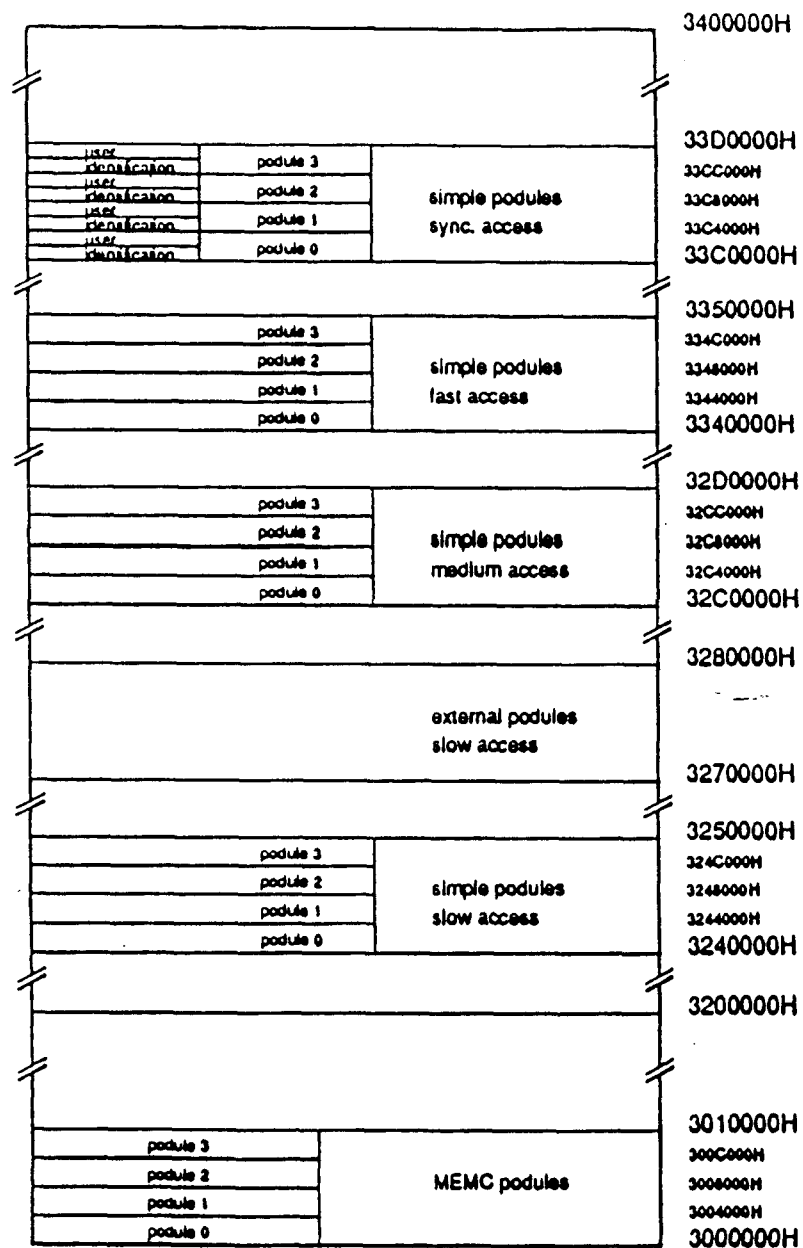 3400000H
33D0000H
user
identification
podule 3
33CC000H
user
identification
podule 2
simple podules
33C8000H
user
identification
podule 1
sync. access
33C4000H
user
identification
podule 0
33C0000H
3350000H
podule 3
334C000H
podule 2
simple podules
3348000H
podule 1
fast access
3344000H
podule 0
3340000H
32D0000H
podule 3
32CC000H
podule 2
simple podules
32C8000H
podule 1
medium access
32C4000H
podule 0
32C0000H
3280000H
external podules
slow access
3270000H
3250000H
podule 3
324C000H
podule 2
simple podules
3248000H
podule 1
slow access
3244000H
podule 0
3240000H
3200000H
3010000H
podule 3
300C000H
podule 2
MEMC podules
3008000H
podule 1
3004000H
podule 0
3000000H